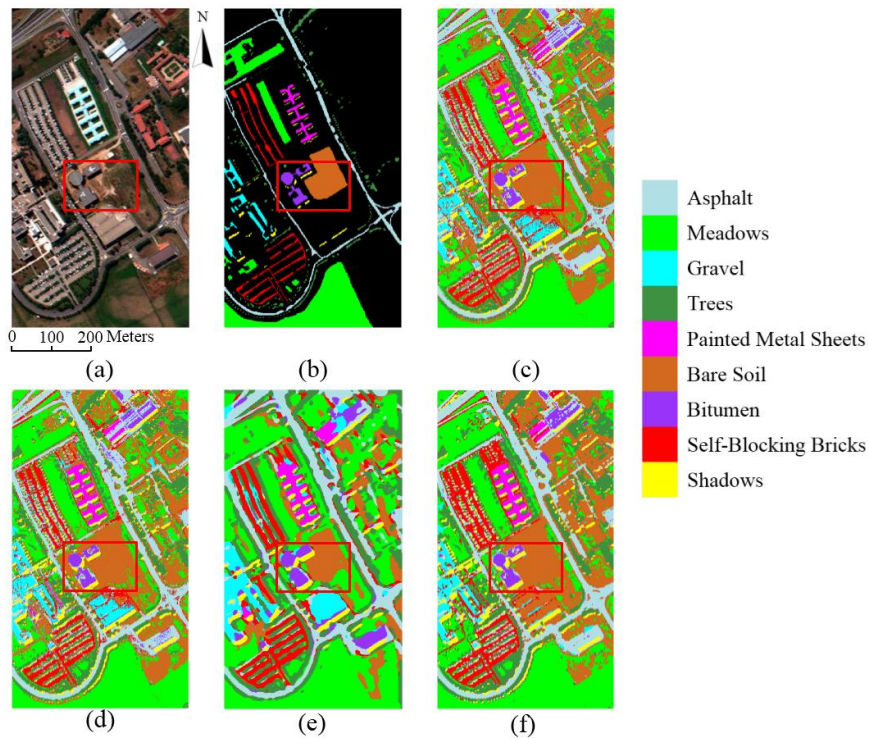 N
0 100 200 Meters
(a)
(b)
(c)
Asphalt
Meadows
Gravel
Trees
Painted Metal Sheets
Bare Soil
Bitumen
Self-Blocking Bricks
Shadows
(d)
(e)
(f)